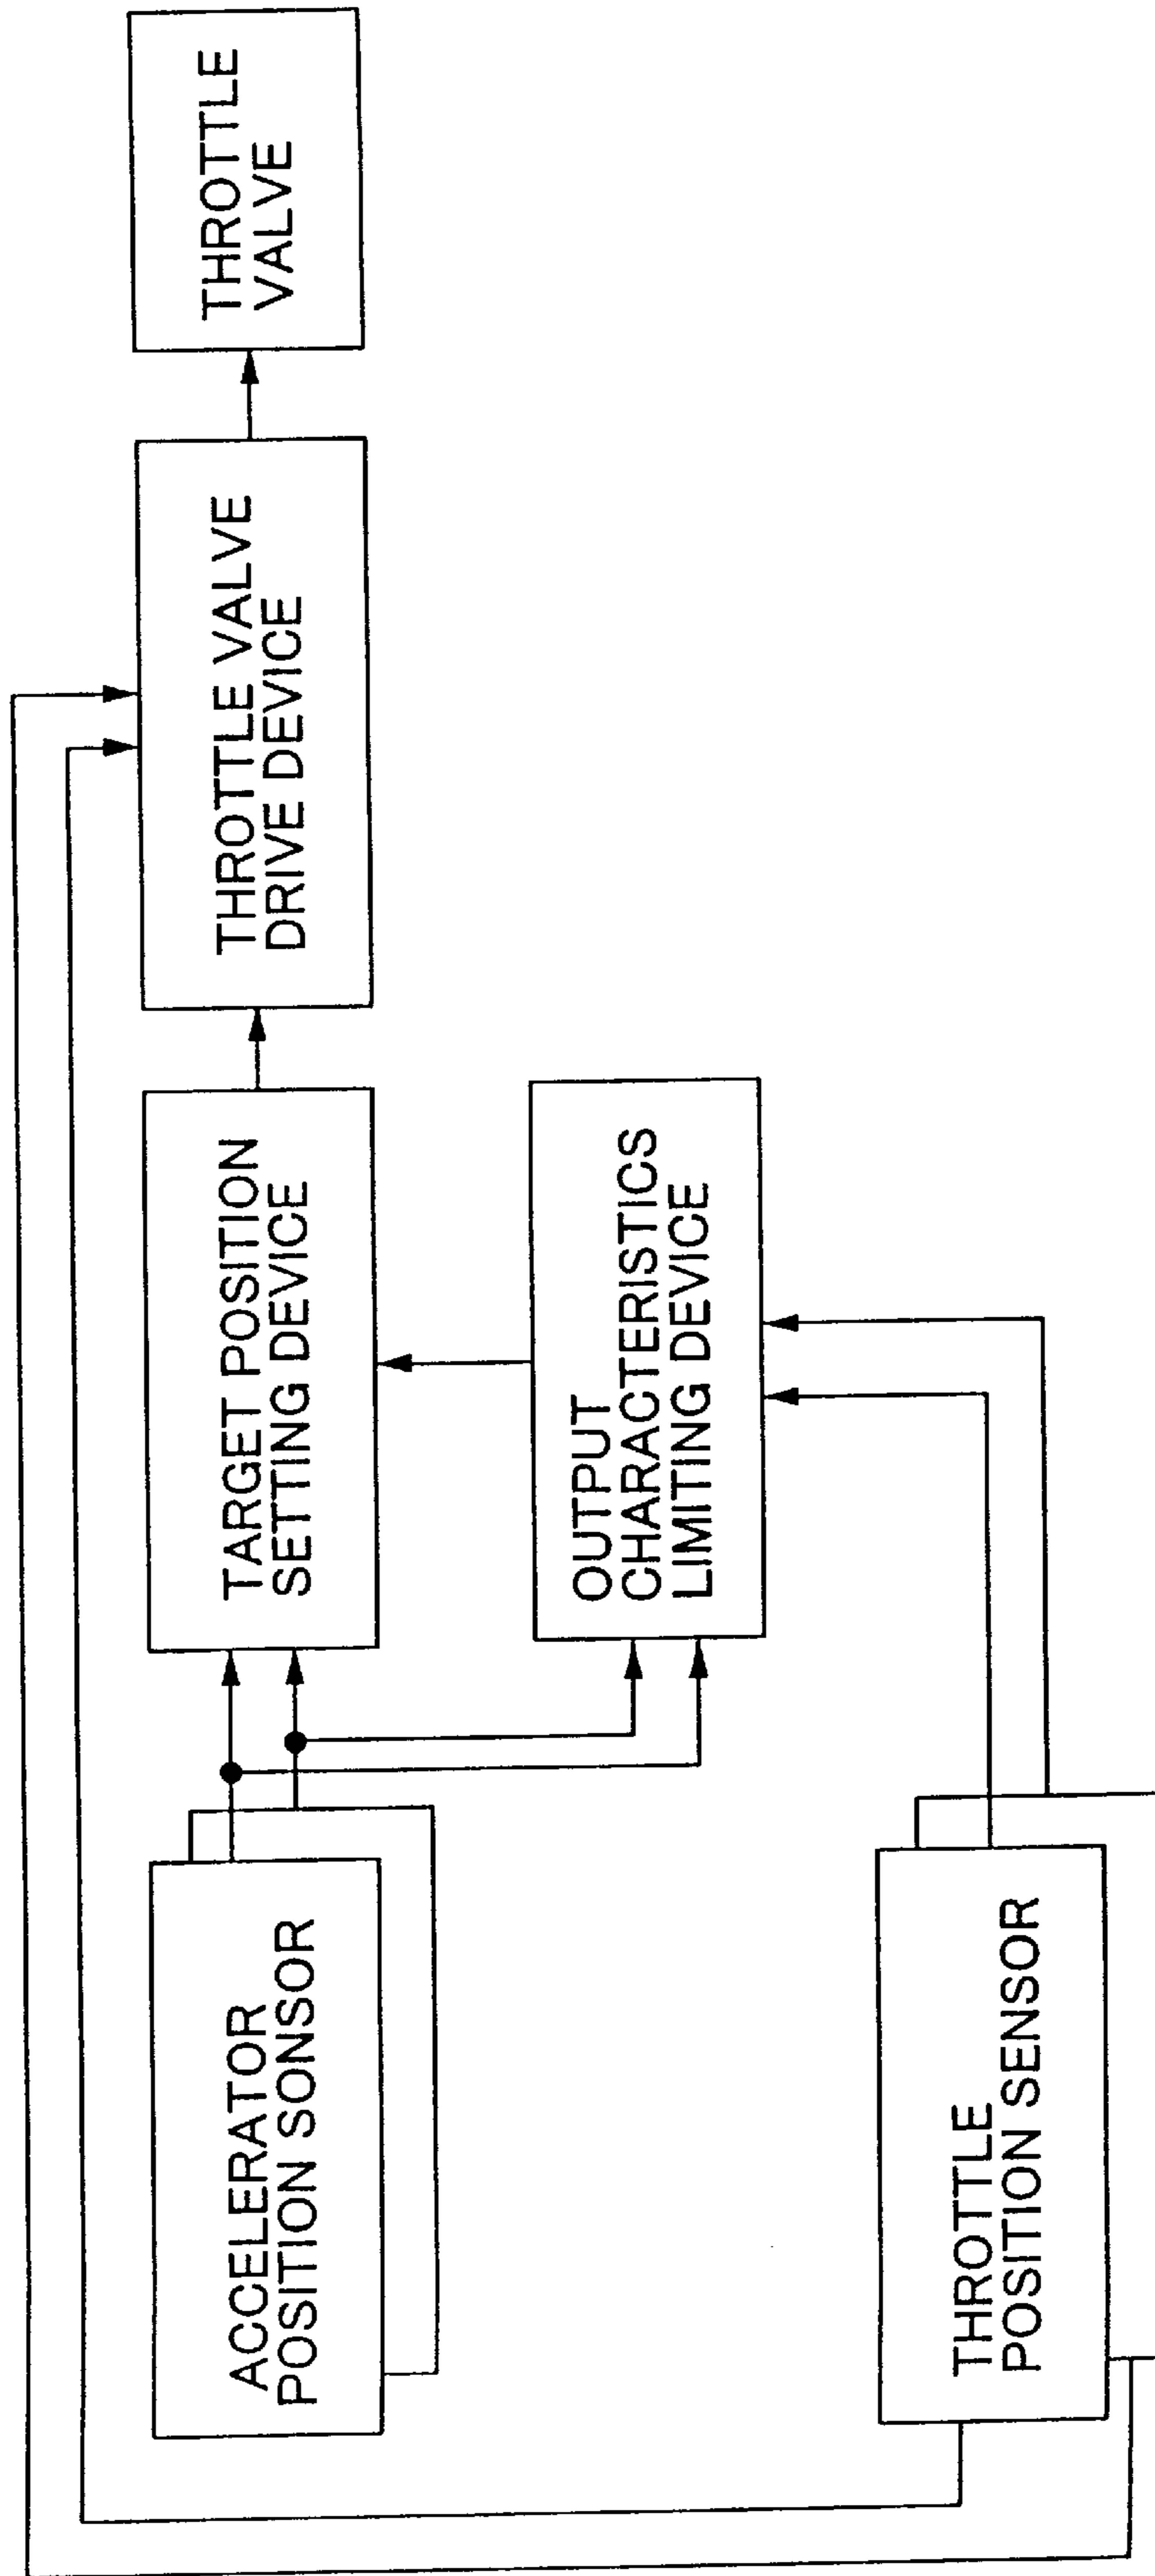 ACCELERATOR
POSITION SONSOR
TARGET POSITION
SETTING DEVICE
THROTTLE VALVE
DRIVE DEVICE
THROTTLE
VALVE
OUTPUT
CHARACTERISTICS
LIMITING DEVICE
THROTTLE
POSITION SENSOR